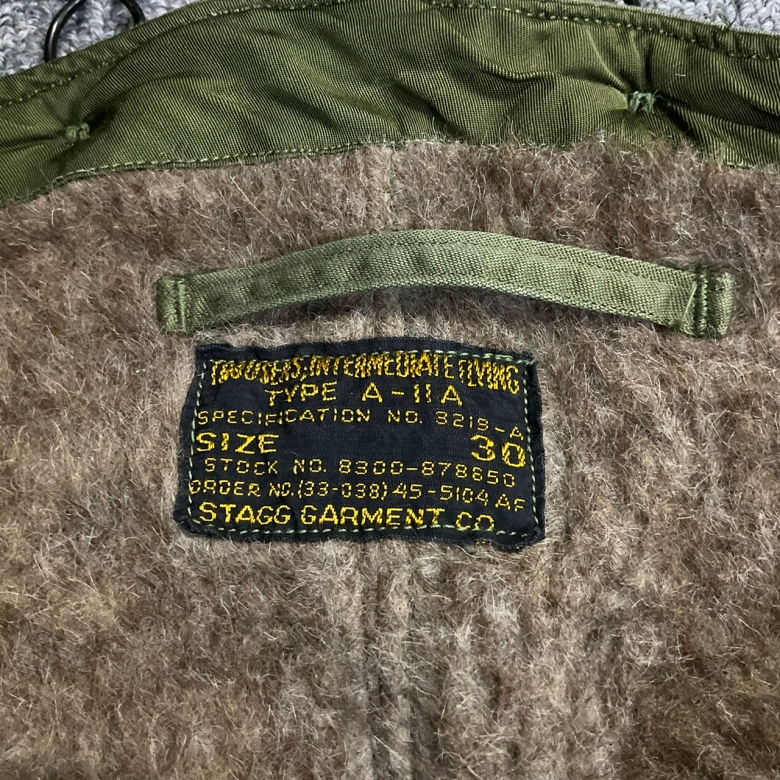 TROUSERS, INTERMEDIATE FLYING
TYPE A-11A
SPECIFICATION NO. 3219-A
SIZE 30
STOCK NO. 8300-878850
ORDER NO. (33-038) 45-5104 AF
STAGG GARMENT CO.